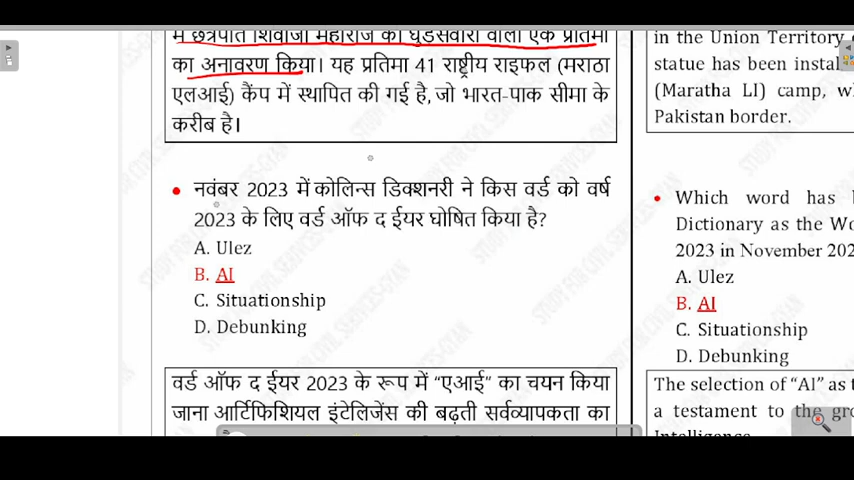 में छत्रपति शिवाजी महाराज की घुड़सवारी वाली एक प्रतिमा
का अनावरण किया। यह प्रतिमा 41 राष्ट्रीय राइफल (मराठा
एलआई) कैंप में स्थापित की गई है, जो भारत-पाक सीमा के
करीब है।
• नवंबर 2023 में कोलिन्स डिक्शनरी ने किस वर्ड को वर्ष
2023 के लिए वर्ड ऑफ द ईयर घोषित किया है?
A. Ulez
B. AI
C. Situationship
D. Debunking
वर्ड ऑफ द ईयर 2023 के रूप में “एआई” का चयन किया
जाना आर्टिफिशियल इंटेलिजेंस की बढ़ती सर्वव्यापकता का
in the Union Territory
statue has been instal
(Maratha LI) camp, wh
Pakistan border.
• Which word has
Dictionary as the Wo
2023 in November 202
A. Ulez
B. AI
C. Situationship
D. Debunking
The selection of “AI” as t
a testament to the gro
Intelligence